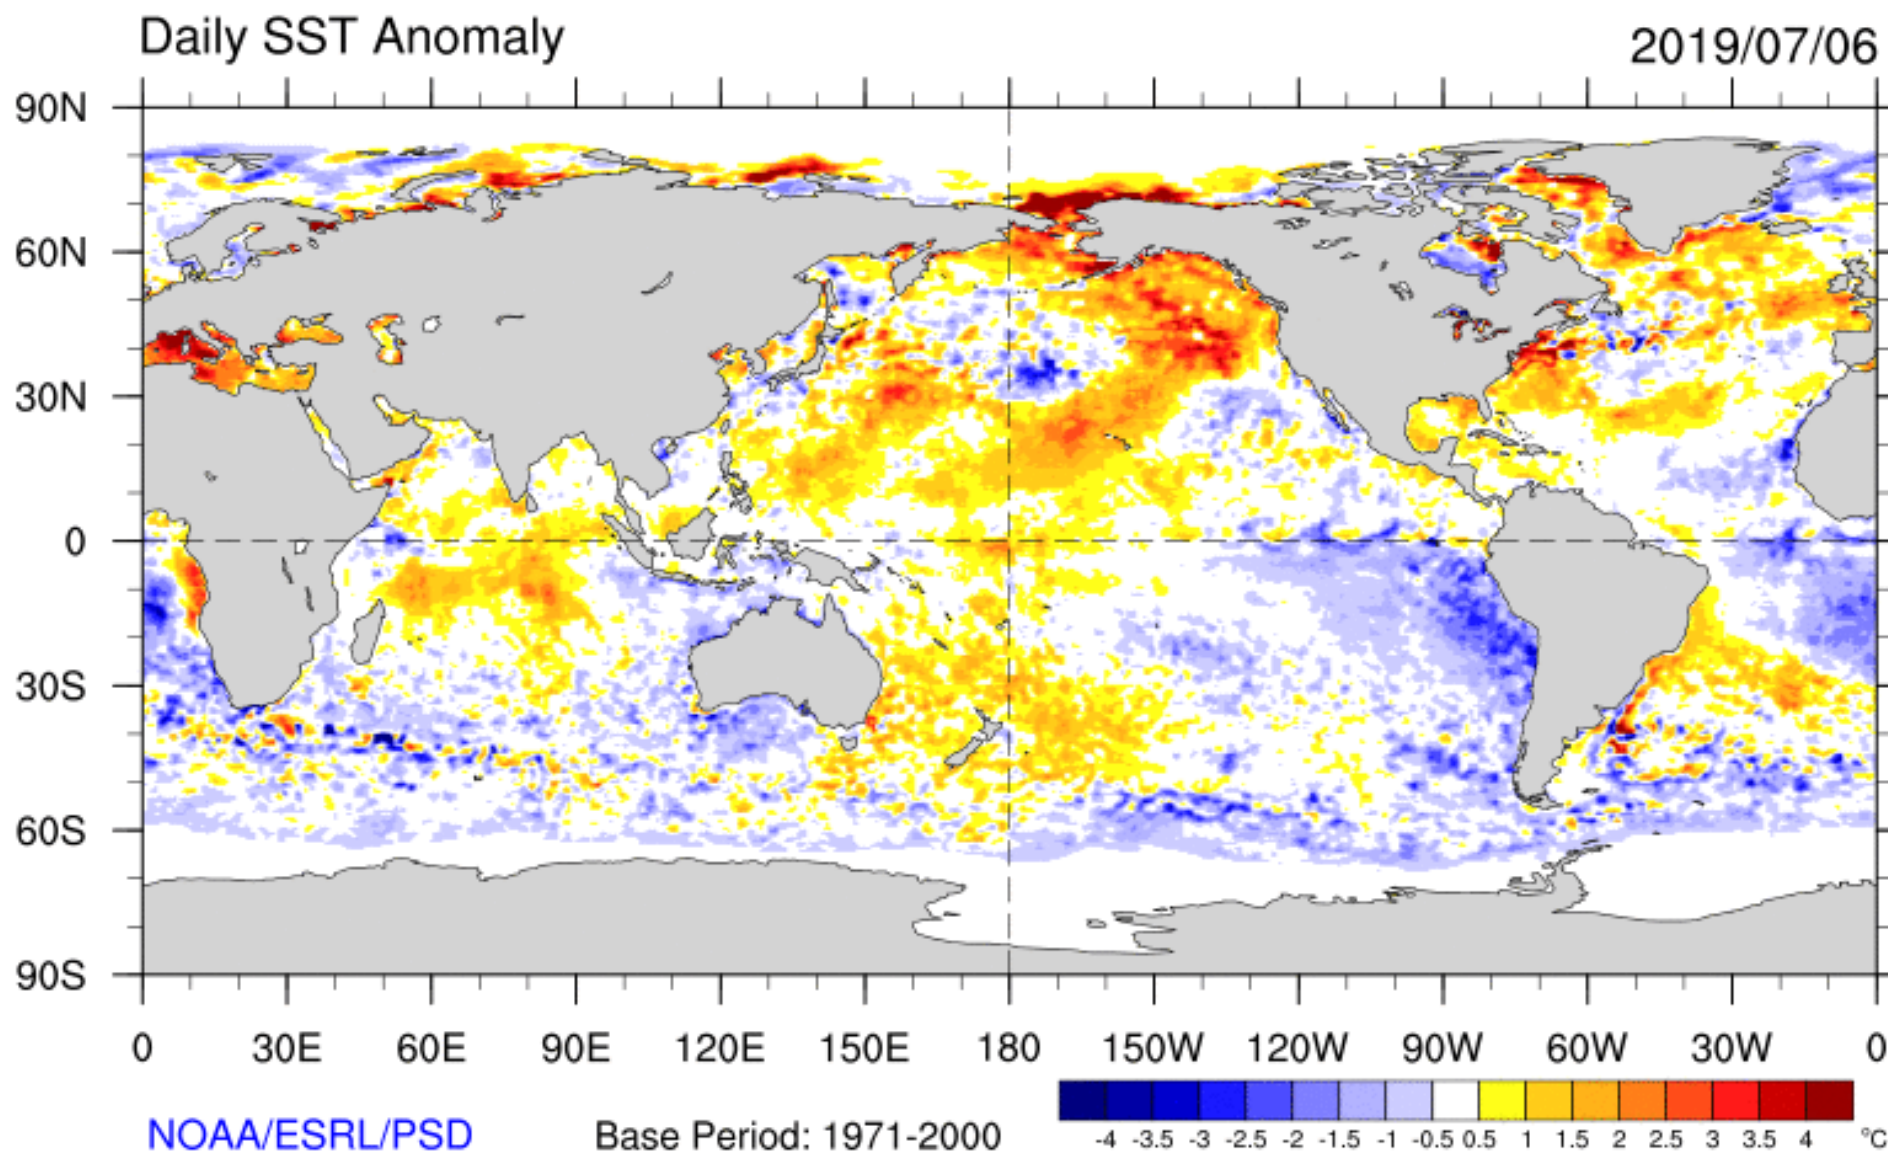 Daily SST Anomaly 2019/07/06
90N
60N
30N
0
30S
60S
90S
0 30E 60E 90E 120E 150E 180 150W 120W 90W 60W 30W 0
NOAA/ESRL/PSD Base Period: 1971-2000
-4 -3.5 -3 -2.5 -2 -1.5 -1 -0.5 0.5 1 1.5 2 2.5 3 3.5 4 °C